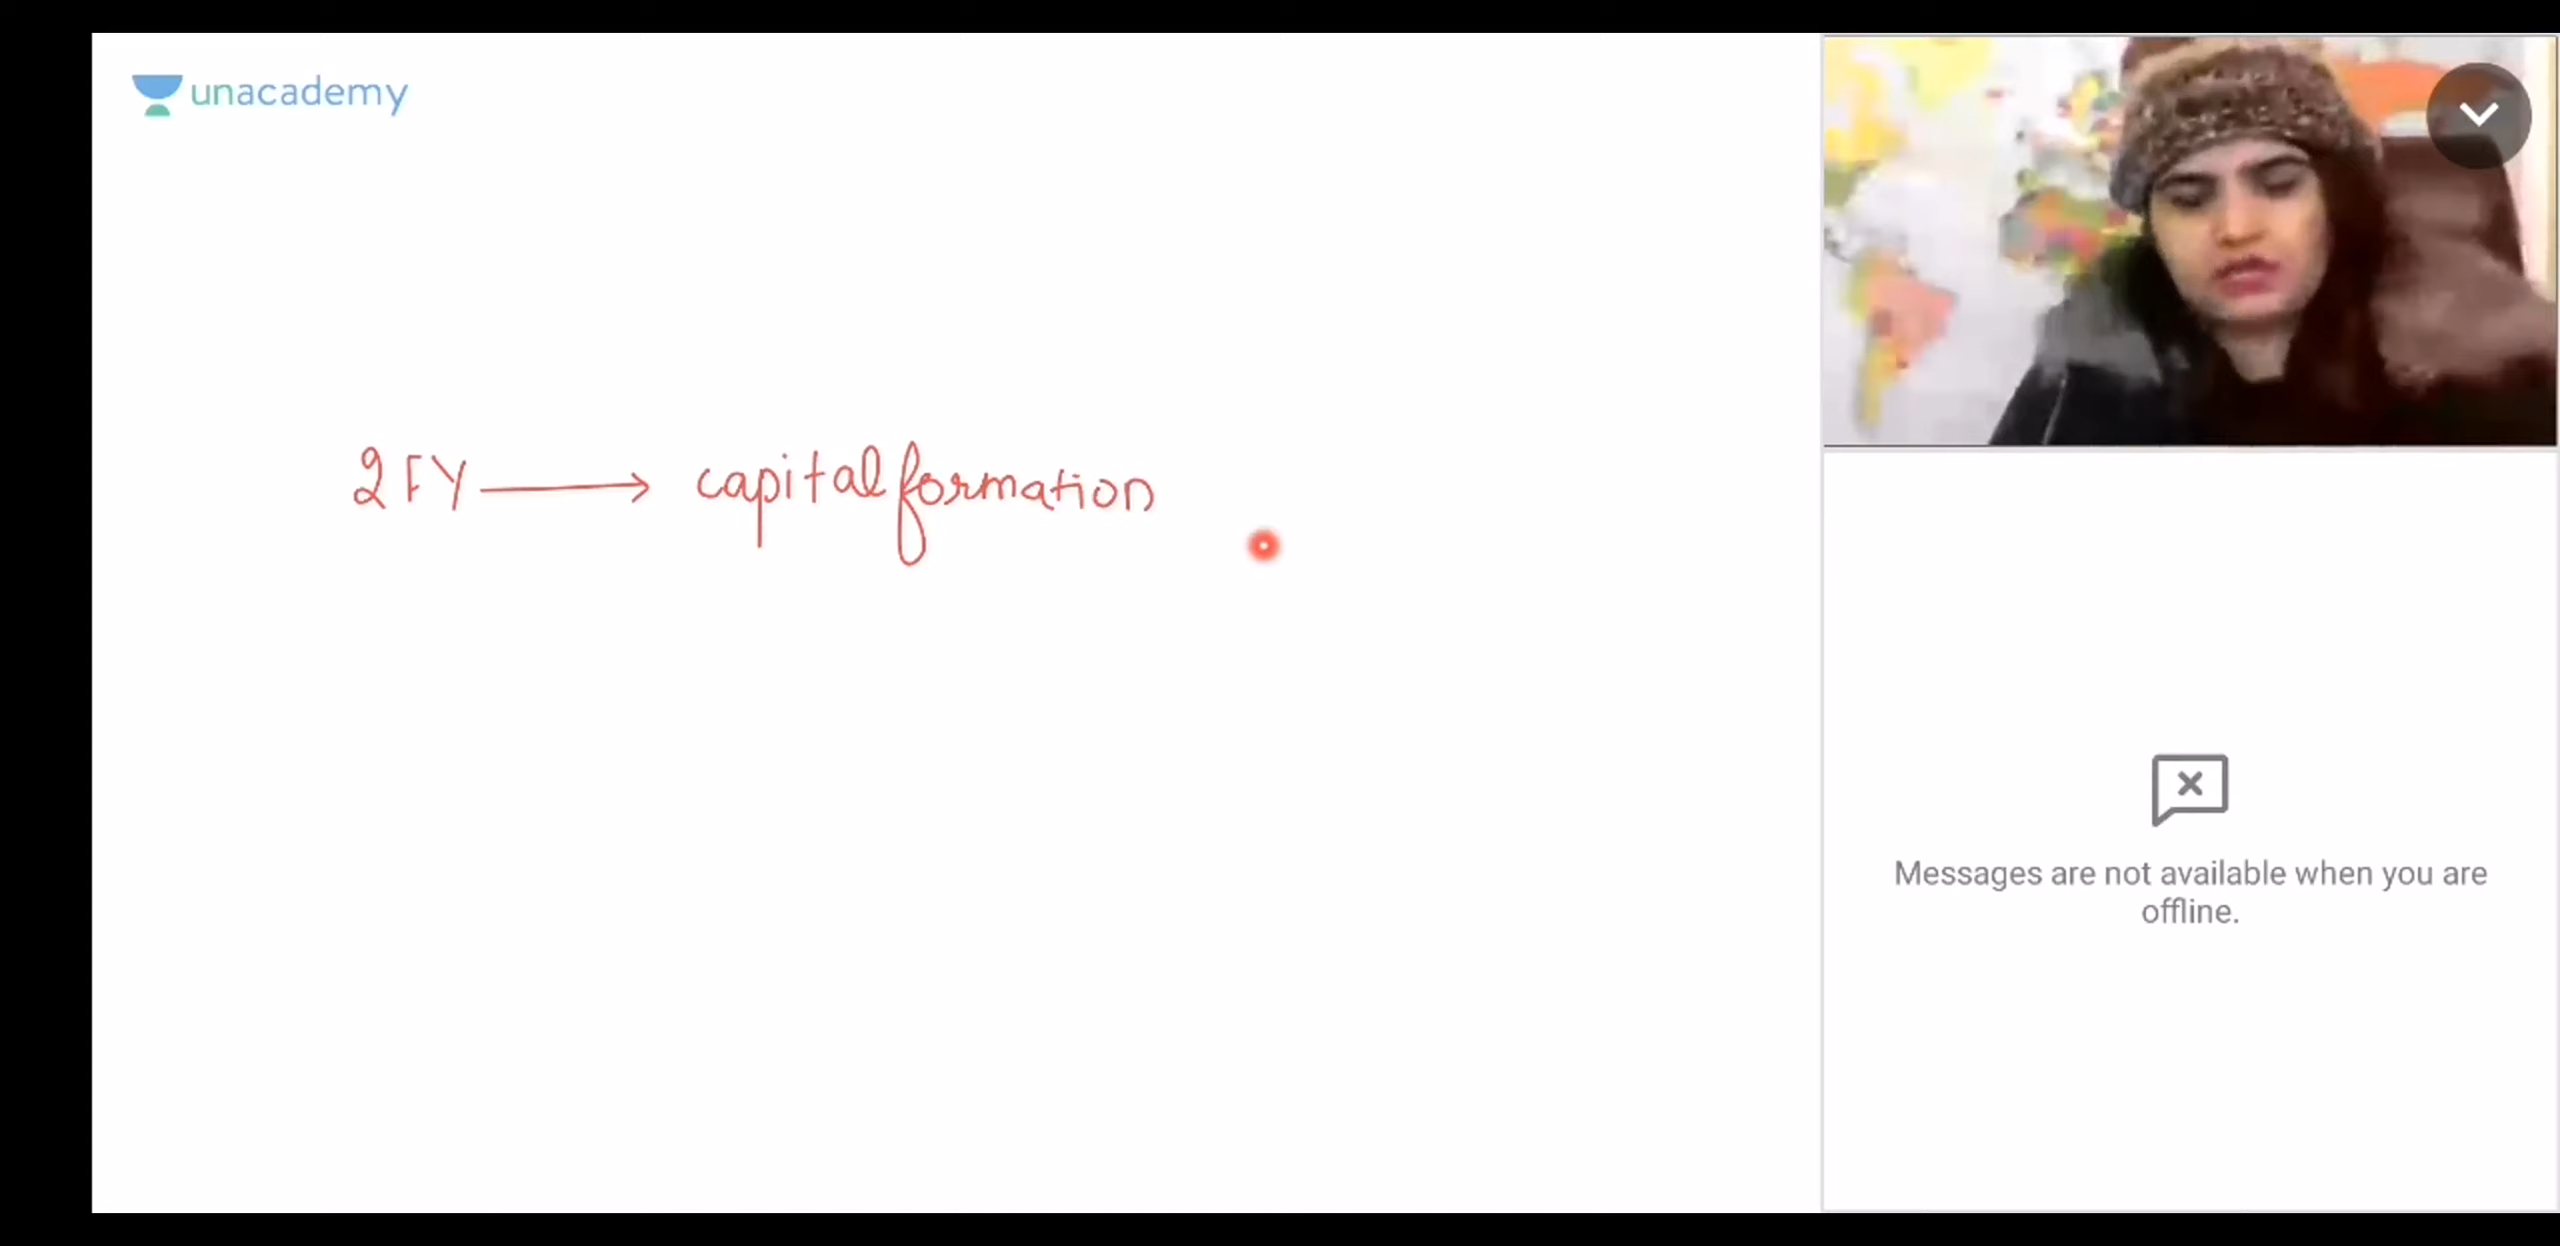 unacademy
2FY → capital formation
Messages are not available when you are
offline.